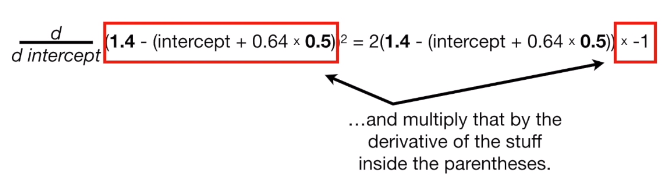 d
d intercept
(1.4 - (intercept + 0.64 × 0.5))² = 2(1.4 - (intercept + 0.64 × 0.5)) × -1
…and multiply that by the
derivative of the stuff
inside the parentheses.